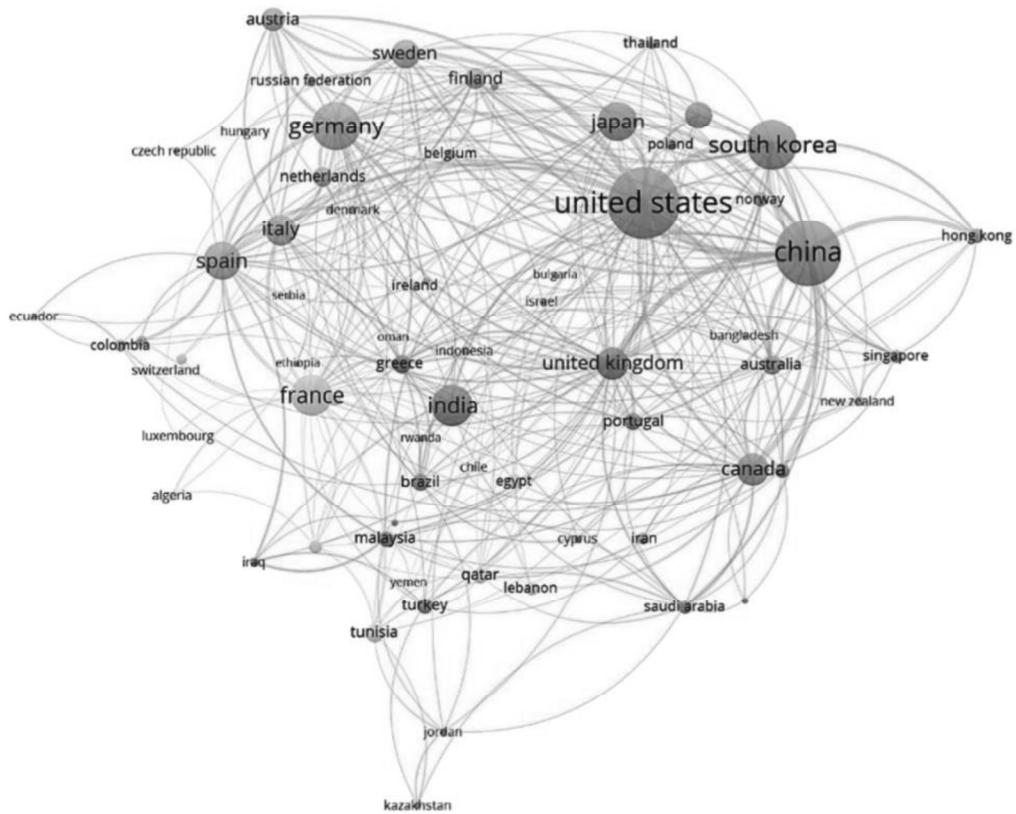 austria
thailand
sweden
finland
russian federation
japan
germany
hungary
poland
south korea
czech republic
belgium
netherlands
united states
norway
denmark
italy
hong kong
china
spain
bulgaria
ireland
serbia
israel
ecuador
oman
bangladesh
colombia
indonesia
singapore
ethiopia
greece
united kingdom
australia
switzerland
france
new zealand
india
portugal
luxembourg
rwanda
chile
canada
brazil
egypt
algeria
malaysia
cyprus
iran
iraq
qatar
yemen
lebanon
turkey
saudi arabia
tunisia
jordan
kazakhstan